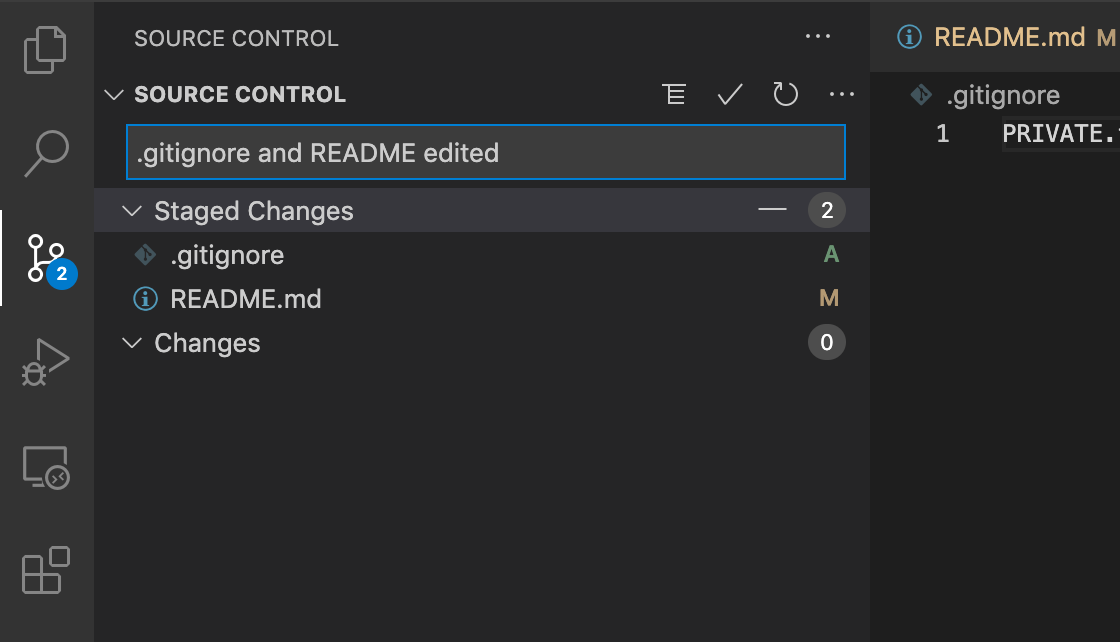 SOURCE CONTROL
SOURCE CONTROL
.gitignore and README edited
Staged Changes 2
.gitignore A
README.md M
Changes 0
2
README.md M
.gitignore
1 PRIVATE.